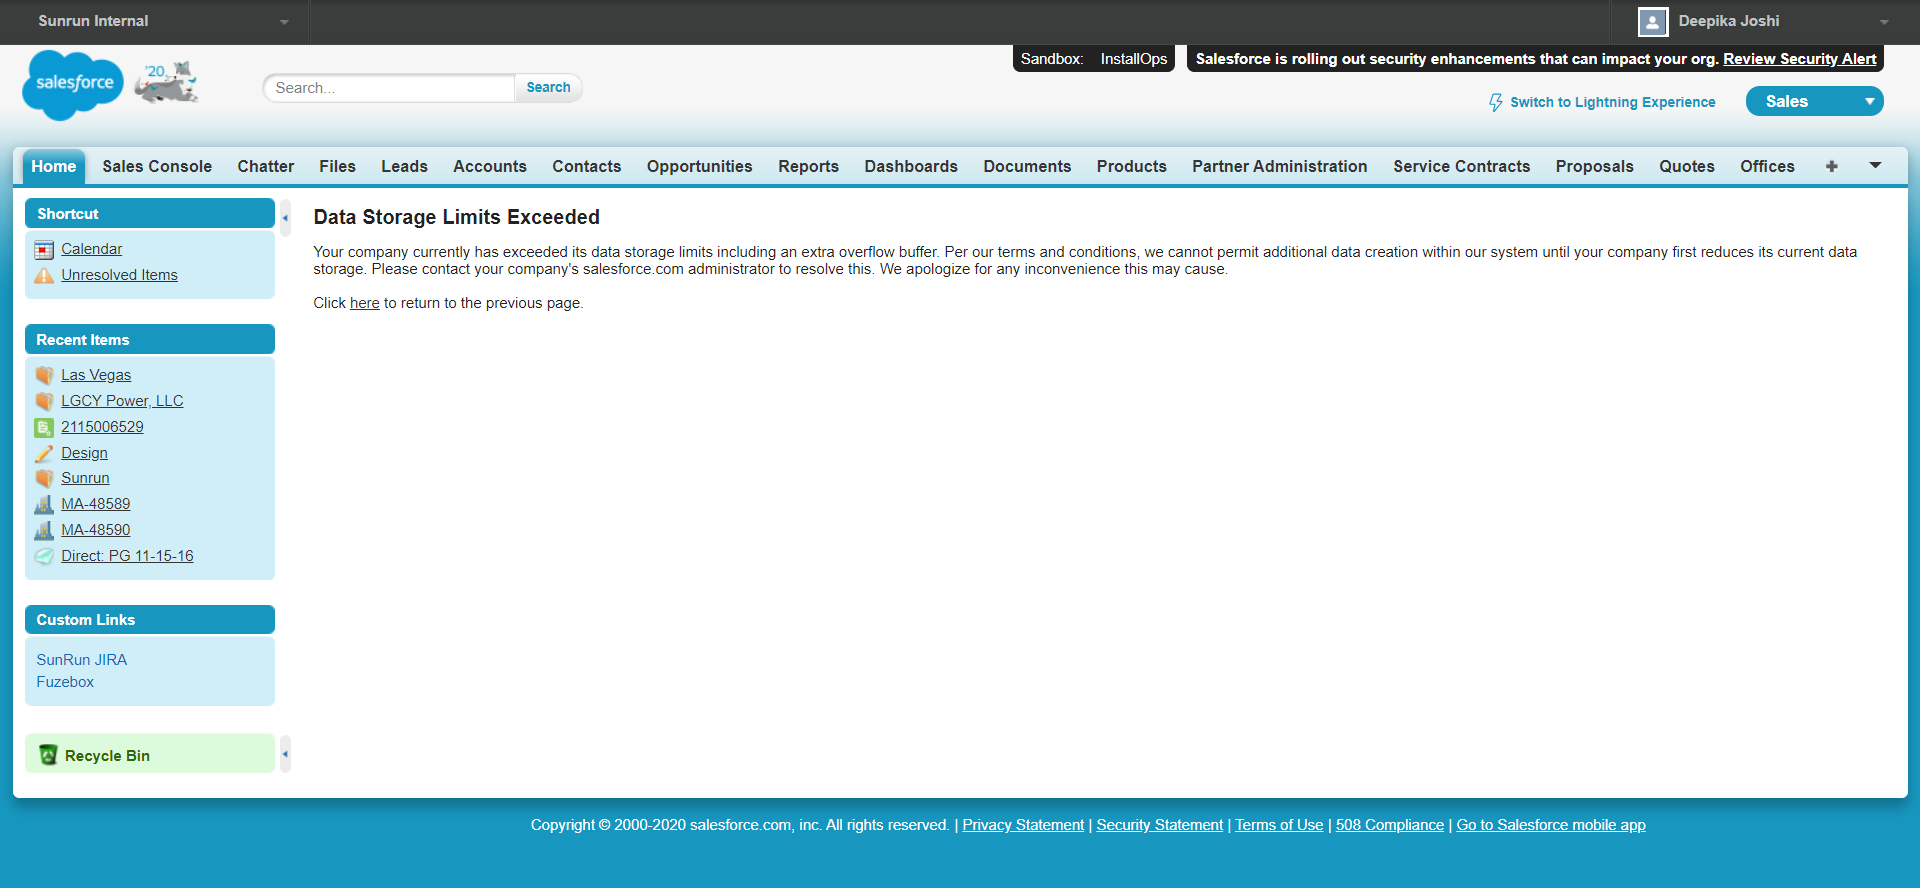 Sunrun Internal
Deepika Joshi
Sandbox: InstallOps
Salesforce is rolling out security enhancements that can impact your org. Review Security Alert
salesforce
'20
Search...
Search
Switch to Lightning Experience
Sales
Home Sales Console Chatter Files Leads Accounts Contacts Opportunities Reports Dashboards Documents Products Partner Administration Service Contracts Proposals Quotes Offices
Shortcut
Calendar
Unresolved Items
Recent Items
Las Vegas
LGCY Power, LLC
2115006529
Design
Sunrun
MA-48589
MA-48590
Direct: PG 11-15-16
Custom Links
SunRun JIRA
Fuzebox
Recycle Bin
Data Storage Limits Exceeded
Your company currently has exceeded its data storage limits including an extra overflow buffer. Per our terms and conditions, we cannot permit additional data creation within our system until your company first reduces its current data
storage. Please contact your company's salesforce.com administrator to resolve this. We apologize for any inconvenience this may cause.
Click here to return to the previous page.
Copyright © 2000-2020 salesforce.com, inc. All rights reserved. | Privacy Statement | Security Statement | Terms of Use | 508 Compliance | Go to Salesforce mobile app